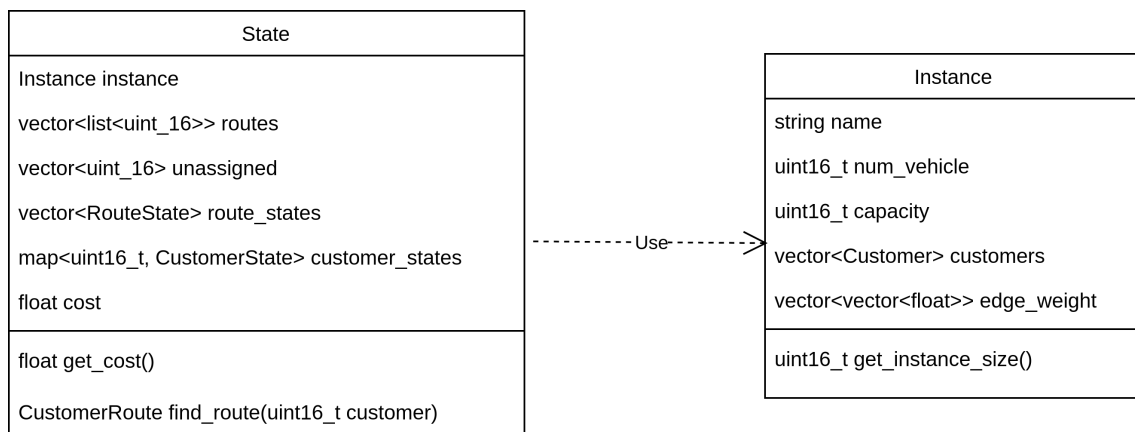 State
Instance instance
vector<list<uint_16>> routes
vector<uint_16> unassigned
vector<RouteState> route_states
map<uint16_t, CustomerState> customer_states
float cost
float get_cost()
CustomerRoute find_route(uint16_t customer)
Use
Instance
string name
uint16_t num_vehicle
uint16_t capacity
vector<Customer> customers
vector<vector<float>> edge_weight
uint16_t get_instance_size()